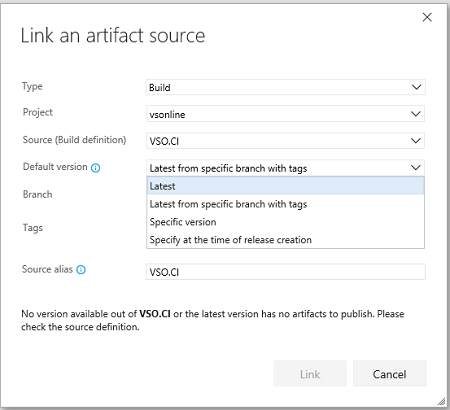 Link an artifact source
Type
Build
Project
vsonline
Source (Build definition)
VSO.CI
Default version
Latest from specific branch with tags
Latest
Branch
Latest from specific branch with tags
Specific version
Tags
Specify at the time of release creation
Source alias
VSO.CI
No version available out of VSO.CI or the latest version has no artifacts to publish. Please
check the source definition.
Link
Cancel